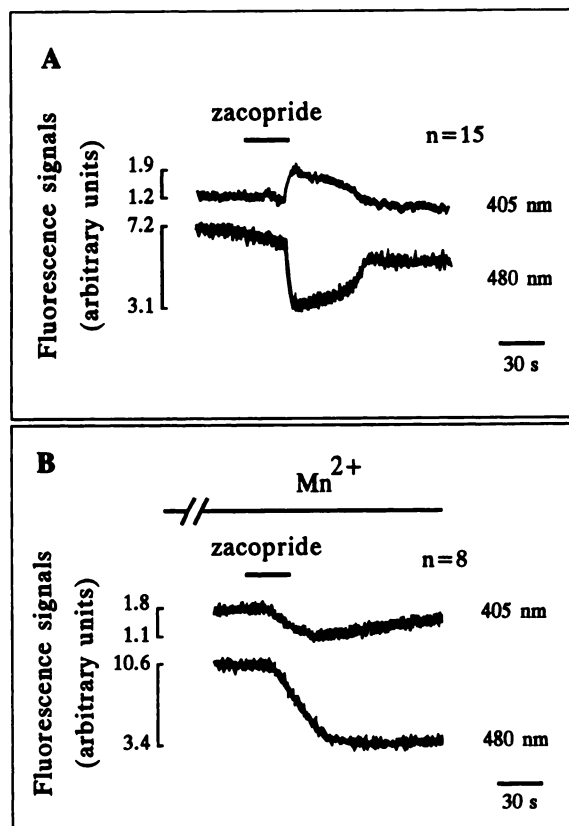 A
zacopride
n=15
Fluorescence signals
(arbitrary units)
1.9
1.2
405 nm
7.2
3.1
480 nm
30 s
B
Mn2+
zacopride
n=8
Fluorescence signals
(arbitrary units)
1.8
1.1
405 nm
10.6
3.4
480 nm
30 s